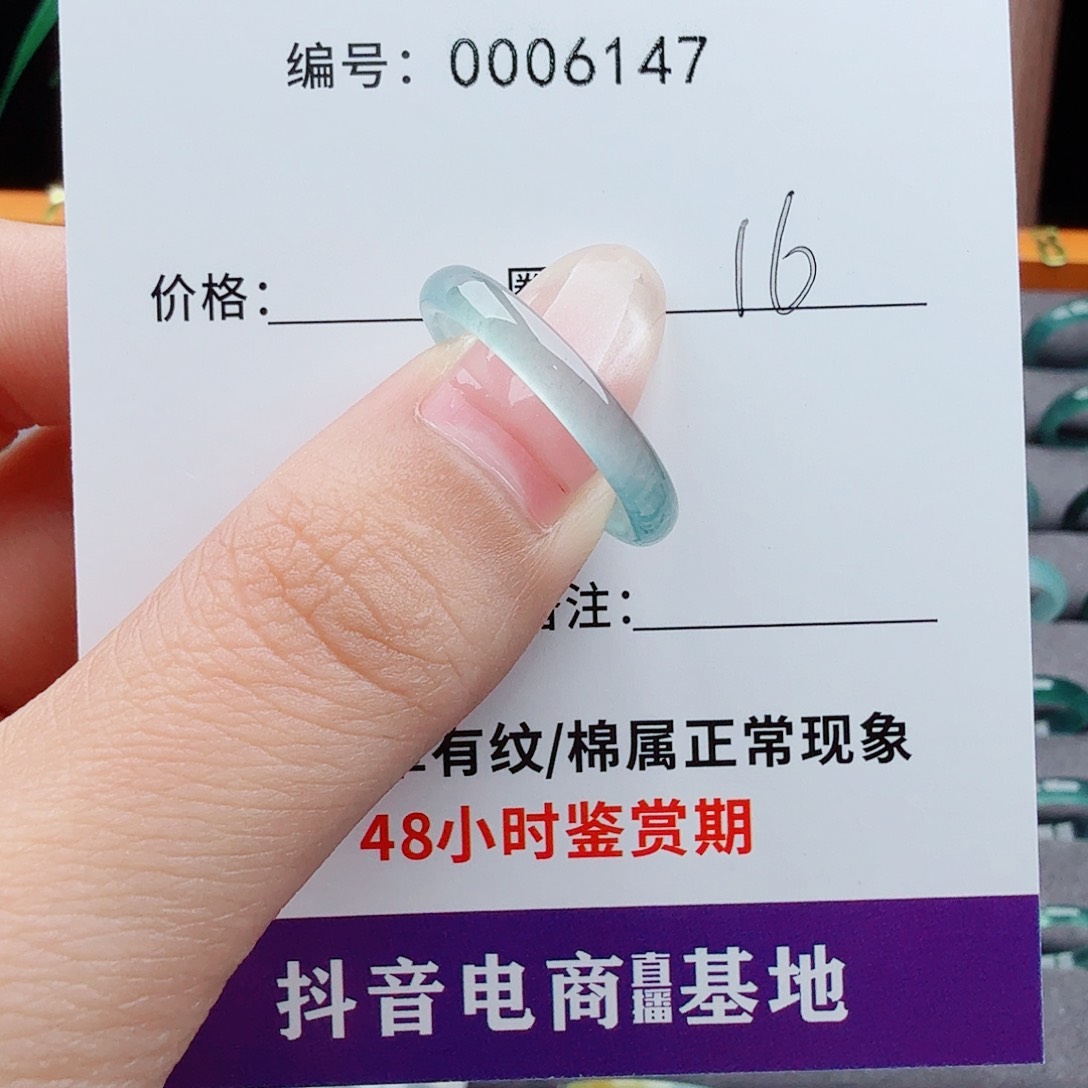 编号：0006147
价格： 16
注：
有纹/棉属正常现象
48小时鉴赏期
抖音电商直播基地